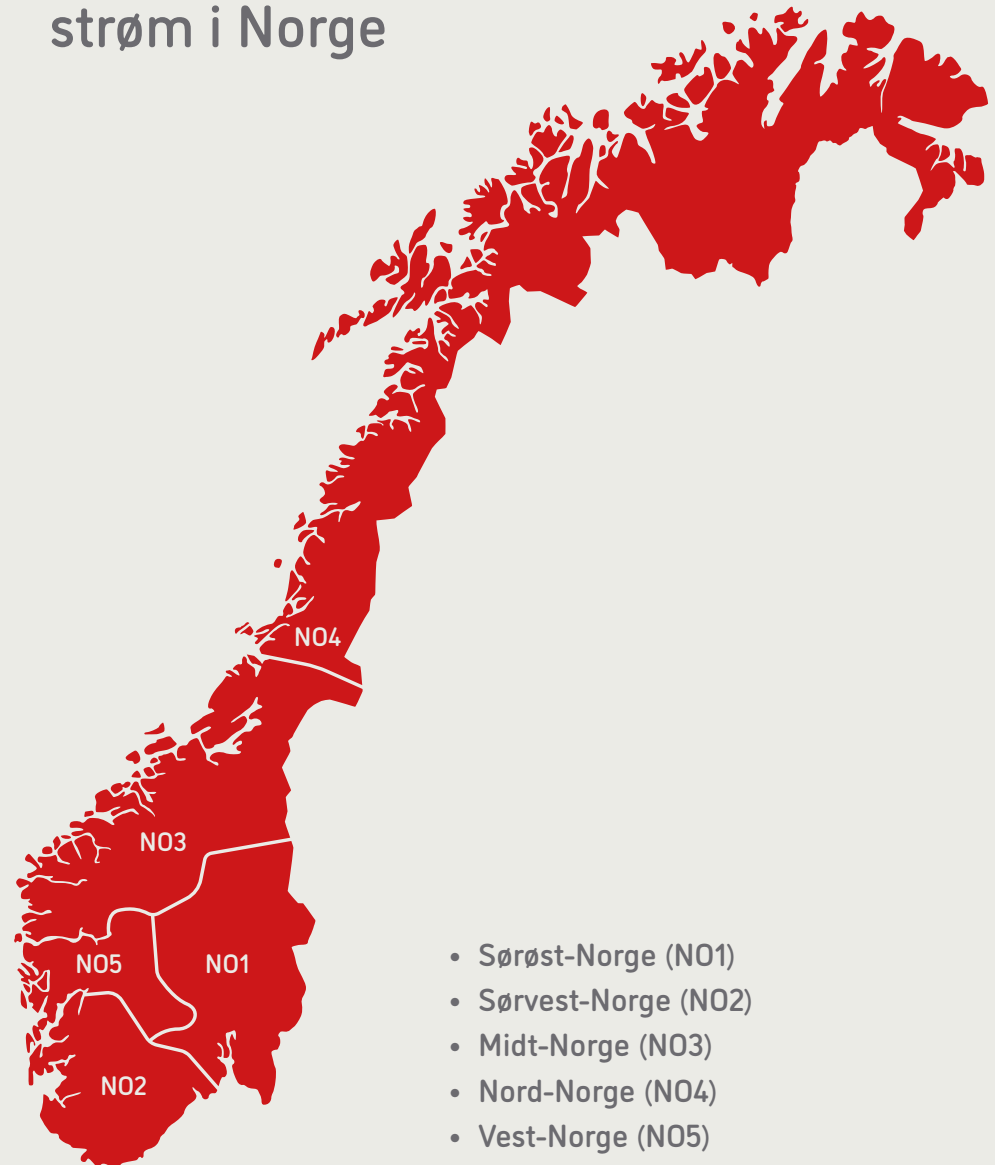 strøm i Norge
NO4
NO3
NO5
NO1
NO2
• Sørøst-Norge (NO1)
• Sørvest-Norge (NO2)
• Midt-Norge (NO3)
• Nord-Norge (NO4)
• Vest-Norge (NO5)